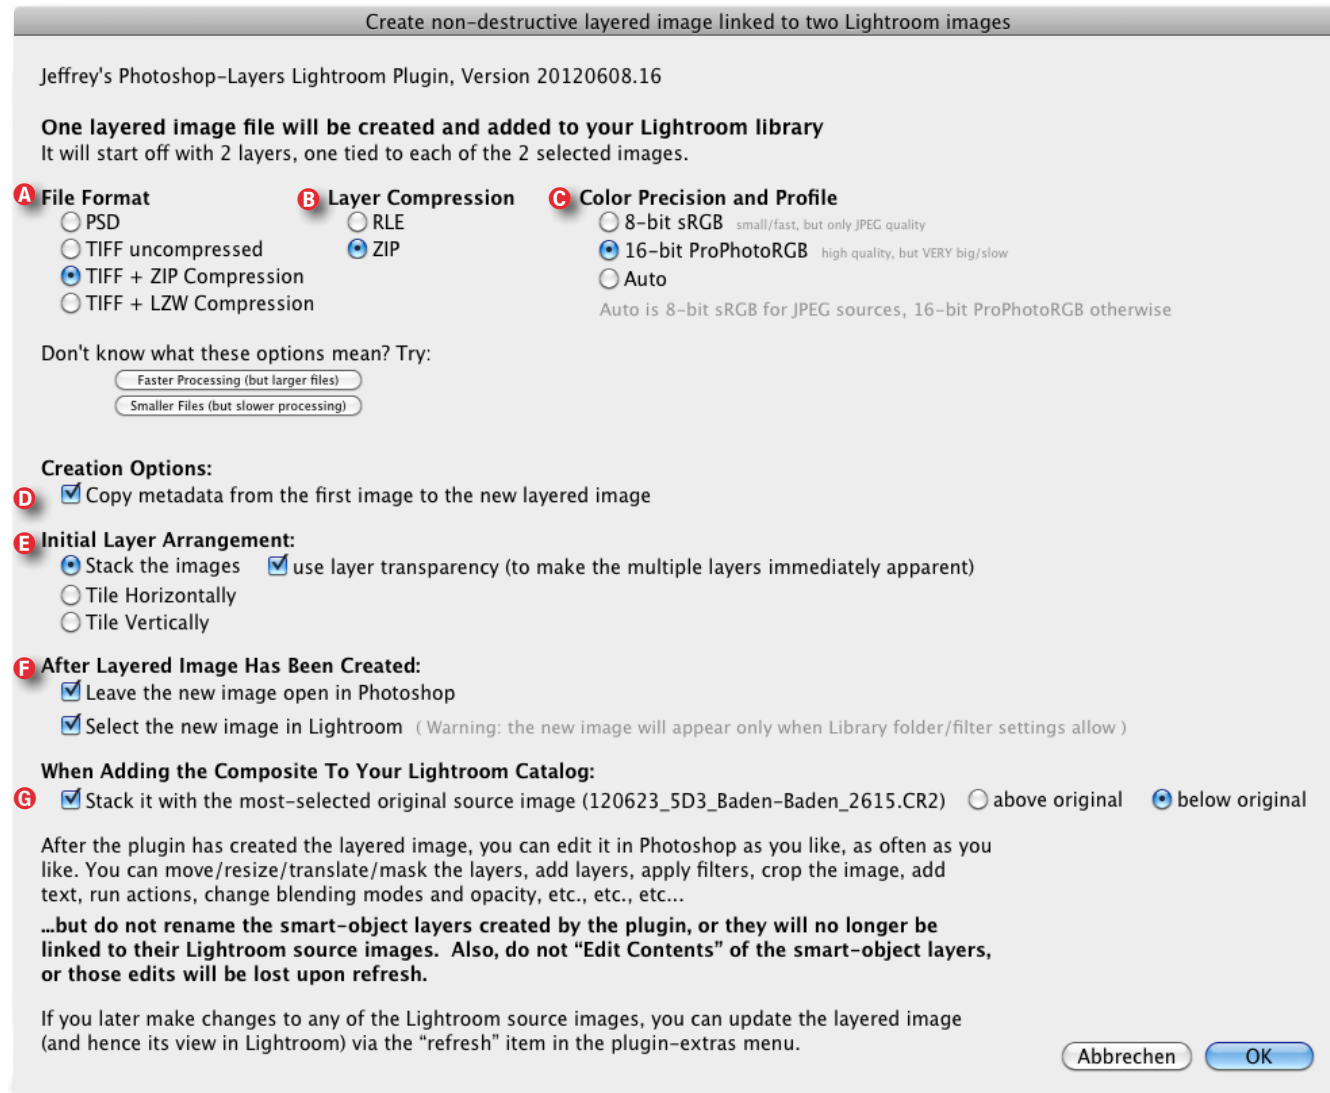 Create non-destructive layered image linked to two Lightroom images
Jeffrey's Photoshop-Layers Lightroom Plugin, Version 20120608.16
One layered image file will be created and added to your Lightroom library
It will start off with 2 layers, one tied to each of the 2 selected images.
A File Format
PSD
TIFF uncompressed
TIFF + ZIP Compression
TIFF + LZW Compression
B Layer Compression
RLE
ZIP
C Color Precision and Profile
8-bit sRGB small/fast, but only JPEG quality
16-bit ProPhotoRGB high quality, but VERY big/slow
Auto
Auto is 8-bit sRGB for JPEG sources, 16-bit ProPhotoRGB otherwise
Don't know what these options mean? Try:
Faster Processing (but larger files)
Smaller Files (but slower processing)
Creation Options:
D Copy metadata from the first image to the new layered image
E Initial Layer Arrangement:
Stack the images use layer transparency (to make the multiple layers immediately apparent)
Tile Horizontally
Tile Vertically
F After Layered Image Has Been Created:
Leave the new image open in Photoshop
Select the new image in Lightroom ( Warning: the new image will appear only when Library folder/filter settings allow )
When Adding the Composite To Your Lightroom Catalog:
G Stack it with the most-selected original source image (120623_5D3_Baden-Baden_2615.CR2) above original below original
After the plugin has created the layered image, you can edit it in Photoshop as you like, as often as you
like. You can move/resize/translate/mask the layers, add layers, apply filters, crop the image, add
text, run actions, change blending modes and opacity, etc., etc., etc...
...but do not rename the smart-object layers created by the plugin, or they will no longer be
linked to their Lightroom source images. Also, do not “Edit Contents” of the smart-object layers,
or those edits will be lost upon refresh.
If you later make changes to any of the Lightroom source images, you can update the layered image
(and hence its view in Lightroom) via the “refresh” item in the plugin-extras menu.
Abbrechen OK